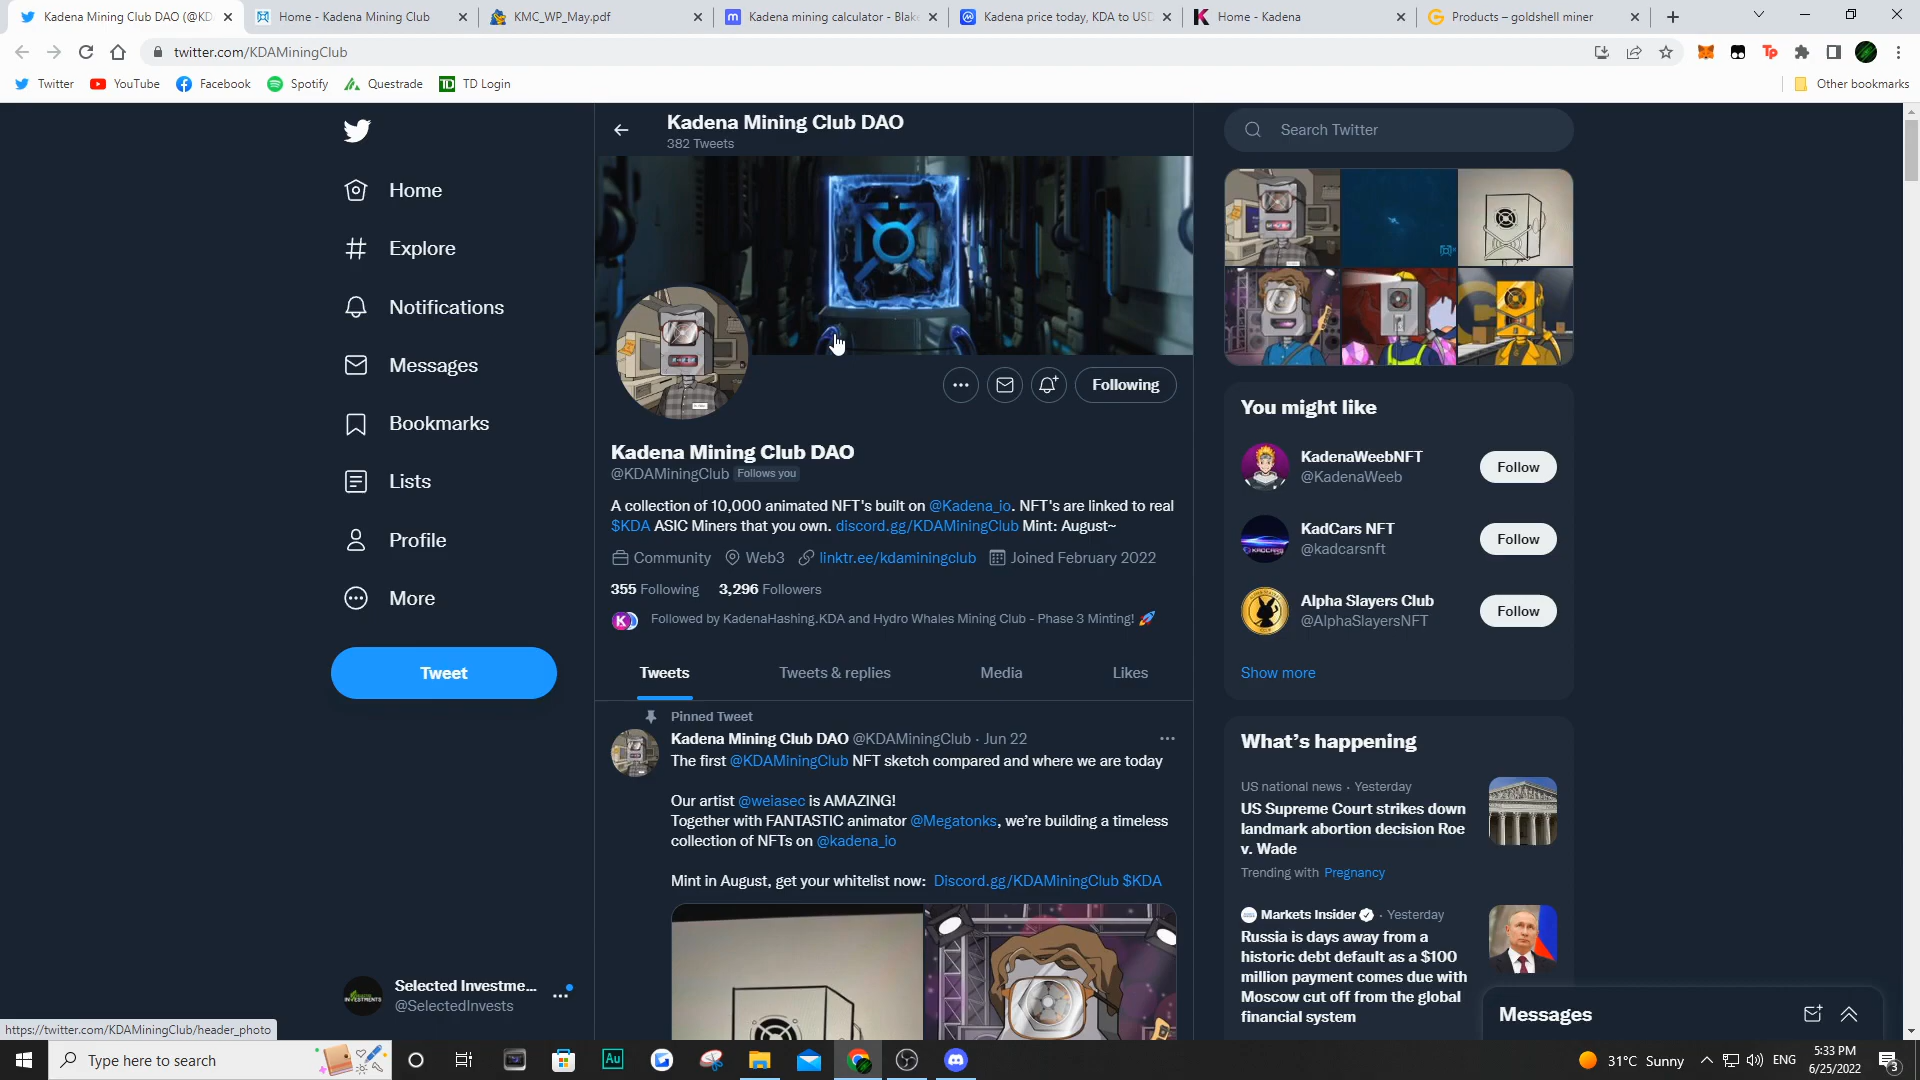 Kadena Mining Club DAO (@KD
Home - Kadena Mining Club
KMC_WP_May.pdf
Kadena mining calculator - Blake
Kadena price today, KDA to USD
Home - Kadena
Products – goldshell miner
twitter.com/KDAMiningClub
Twitter
YouTube
Facebook
Spotify
Questrade
TD Login
Other bookmarks
Home
Explore
Notifications
Messages
Bookmarks
Lists
Profile
More
Tweet
Selected Investme...
@SelectedInvests
Kadena Mining Club DAO
382 Tweets
Following
Kadena Mining Club DAO
@KDAMiningClub Follows you
A collection of 10,000 animated NFT's built on @Kadena_io. NFT's are linked to real
$KDA ASIC Miners that you own. discord.gg/KDAMiningClub Mint: August~
Community Web3 linktr.ee/kdaminingclub Joined February 2022
355 Following 3,296 Followers
Followed by KadenaHashing.KDA and Hydro Whales Mining Club - Phase 3 Minting! 🚀
Tweets Tweets & replies Media Likes
Pinned Tweet
Kadena Mining Club DAO @KDAMiningClub · Jun 22
The first @KDAMiningClub NFT sketch compared and where we are today
Our artist @weiasec is AMAZING!
Together with FANTASTIC animator @Megatonks, we're building a timeless
collection of NFTs on @kadena_io
Mint in August, get your whitelist now: Discord.gg/KDAMiningClub $KDA
Search Twitter
You might like
KadenaWeebNFT
@KadenaWeeb
Follow
KadCars NFT
@kadcarsnft
Follow
Alpha Slayers Club
@AlphaSlayersNFT
Follow
Show more
What's happening
US national news · Yesterday
US Supreme Court strikes down
landmark abortion decision Roe
v. Wade
Trending with Pregnancy
Markets Insider · Yesterday
Russia is days away from a
historic debt default as a $100
million payment comes due with
Moscow cut off from the global
financial system
Messages
https://twitter.com/KDAMiningClub/header_photo
Type here to search
31°C Sunny
ENG
5:33 PM
6/25/2022
3